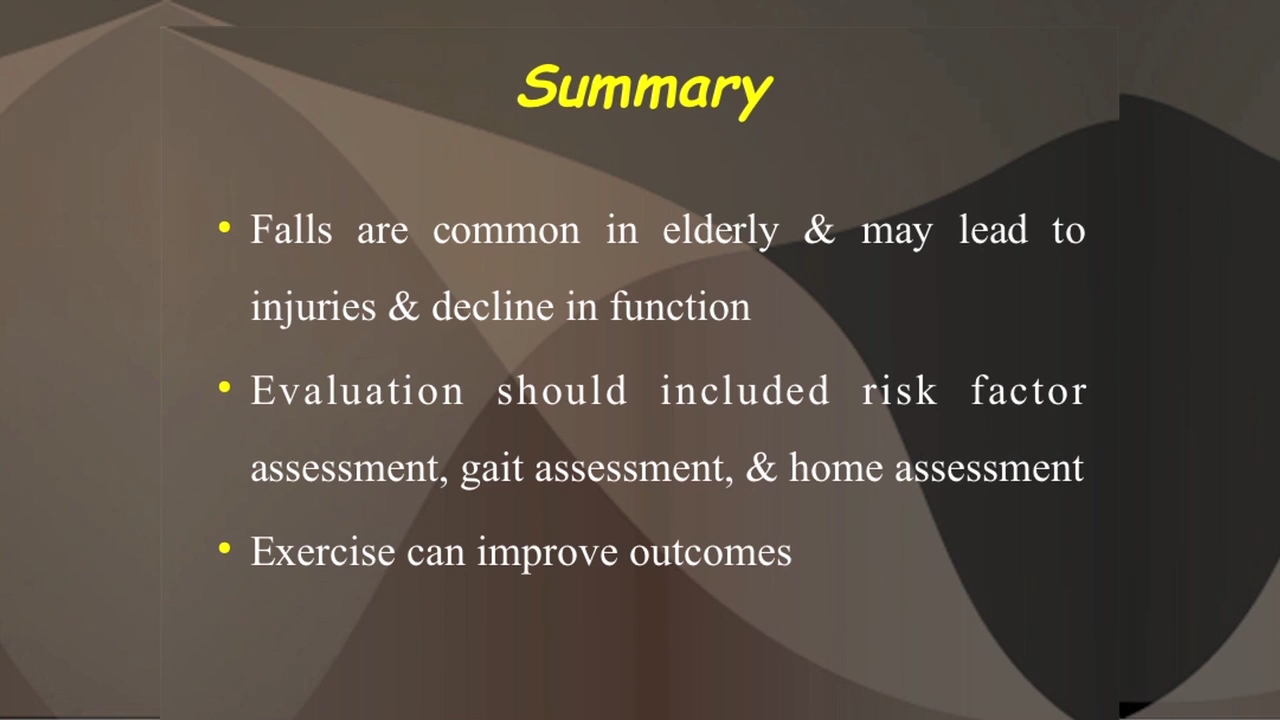 Summary
• Falls are common in elderly & may lead to
injuries & decline in function
• Evaluation should included risk factor
assessment, gait assessment, & home assessment
• Exercise can improve outcomes